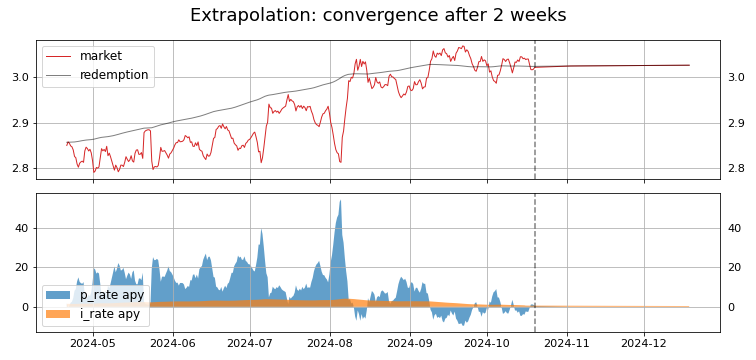 Extrapolation: convergence after 2 weeks
market
redemption
3.0
2.9
2.8
3.0
2.9
2.8
40
20
0
40
20
0
p_rate apy
i_rate apy
2024-05 2024-06 2024-07 2024-08 2024-09 2024-10 2024-11 2024-12